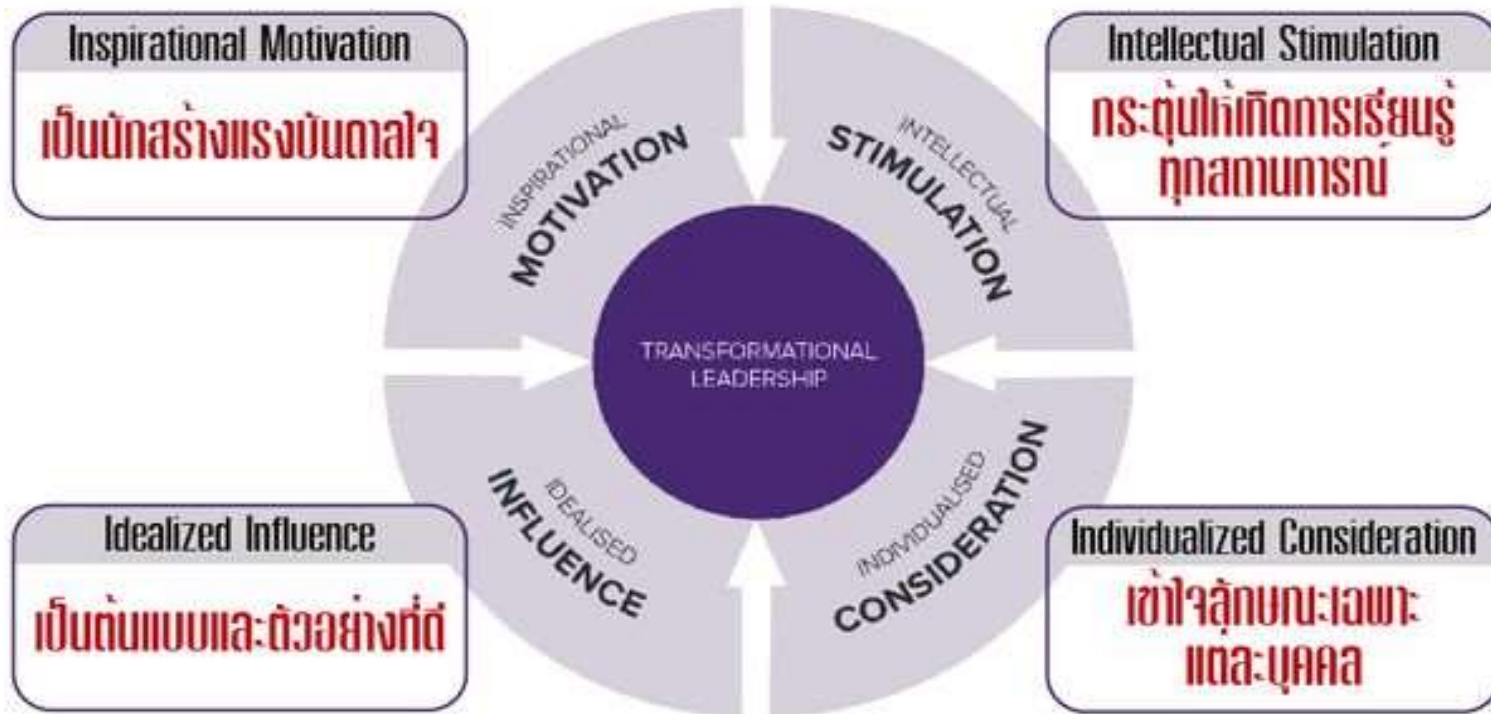 Inspirational Motivation
เป็นนักสร้างแรงบันดาลใจ
Intellectual Stimulation
กระตุ้นให้เกิดการเรียนรู้
ทุกสถานการณ์
INSPIRATIONAL
MOTIVATION
INTELLECTUAL
STIMULATION
TRANSFORMATIONAL
LEADERSHIP
IDEALISED
INFLUENCE
INDIVIDUALISED
CONSIDERATION
Idealized Influence
เป็นต้นแบบและตัวอย่างที่ดี
Individualized Consideration
เข้าใจลักษณะเฉพาะ
แต่ละบุคคล